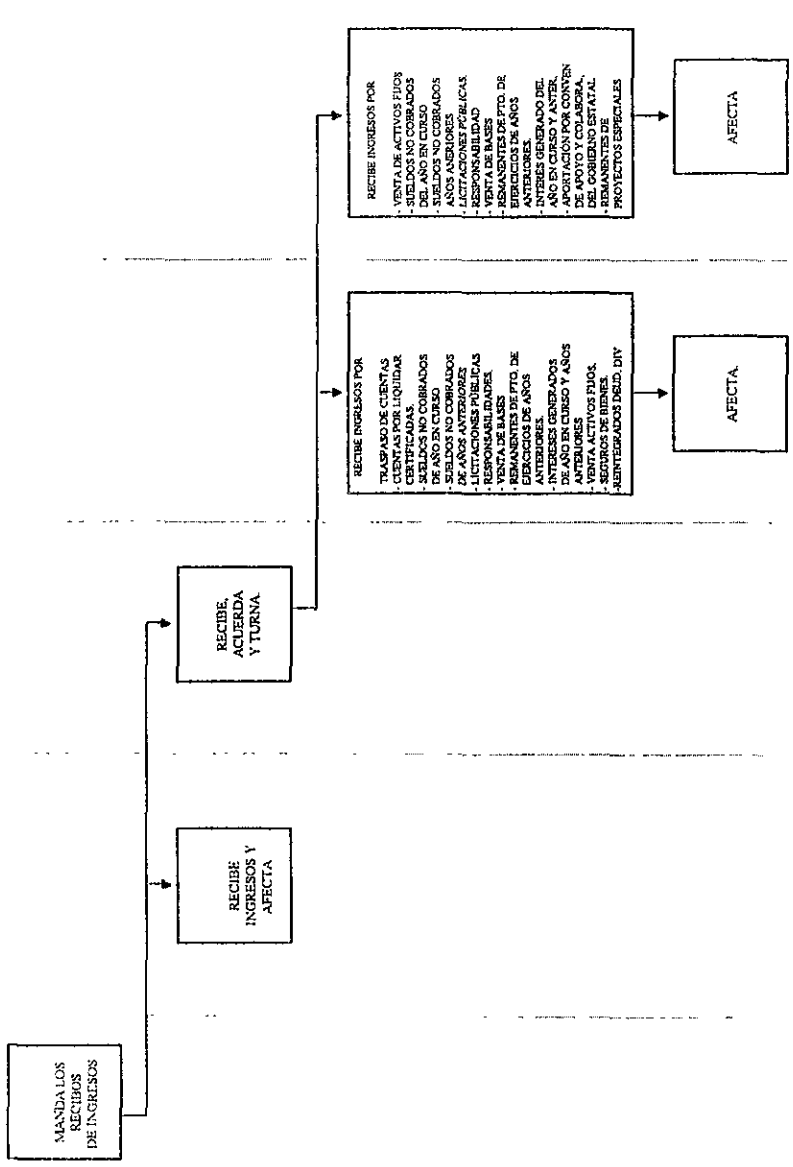 MANDA LOS
RECIBOS
DE INGRESOS
RECIBE
INGRESOS Y
AFECTA
RECIBE,
ACUERDA
Y TURNA.
RECIBE INGRESOS POR
TRASPASO DE CUENTAS
- CUENTAS POR LIQUIDAR
CERTIFICADAS.
- SUELDOS NO COBRADOS
DE AÑO EN CURSO
- SUELDOS NO COBRADOS
DE AÑOS ANTERIORES
- LICITACIONES PÚBLICAS
- RESPONSABILIDADES.
- VENTA DE BASES
- REMANENTES DE PTO. DE
EJERCICIOS DE AÑOS
ANTERIORES.
- INTERESES GENERADOS
DE AÑO EN CURSO Y AÑOS
ANTERIORES
- VENTA ACTIVOS FIJOS.
- SEGUROS DE BIENES.
-REINTEGRADOS DEUD. DIV
AFECTA.
RECIBE INGRESOS POR
- VENTA DE ACTIVOS FIJOS
- SUELDOS NO COBRADOS
DEL AÑO EN CURSO
- SUELDOS NO COBRADOS
AÑOS ANERIORES
- LICITACIONES PÚBLICAS.
- RESPONSABILIDAD
- VENTA DE BASES
- REMANENTES DE PTO. DE
EJERCICIOS DE AÑOS
ANTERIORES.
- INTERÉS GENERADO DEL
AÑO EN CURSO Y ANTER.
- APORTACIÓN POR CONVEN
DE APOYO Y COLABORA.,
DEL GOBIERNO ESTATAL
- REMANENTES DE
PROYECTOS ESPECIALES
AFECTA